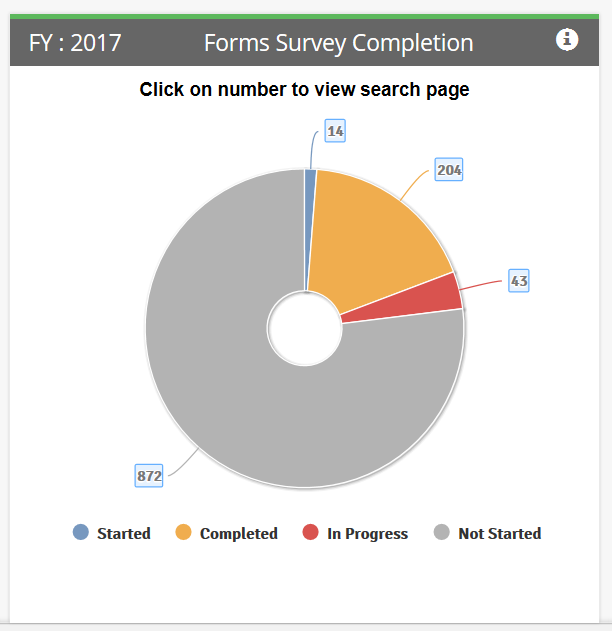 FY : 2017 Forms Survey Completion i
Click on number to view search page
14
204
43
872
Started Completed In Progress Not Started